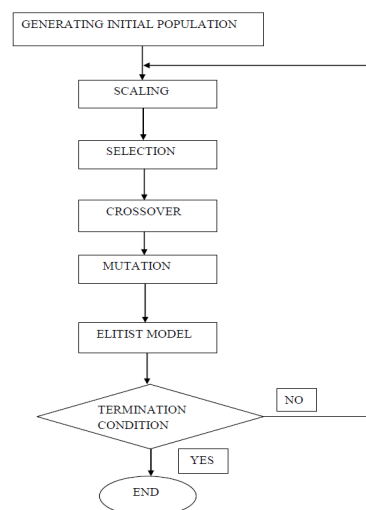 GENERATING INITIAL POPULATION
SCALING
SELECTION
CROSSOVER
MUTATION
ELITIST MODEL
TERMINATION
CONDITION
NO
YES
END